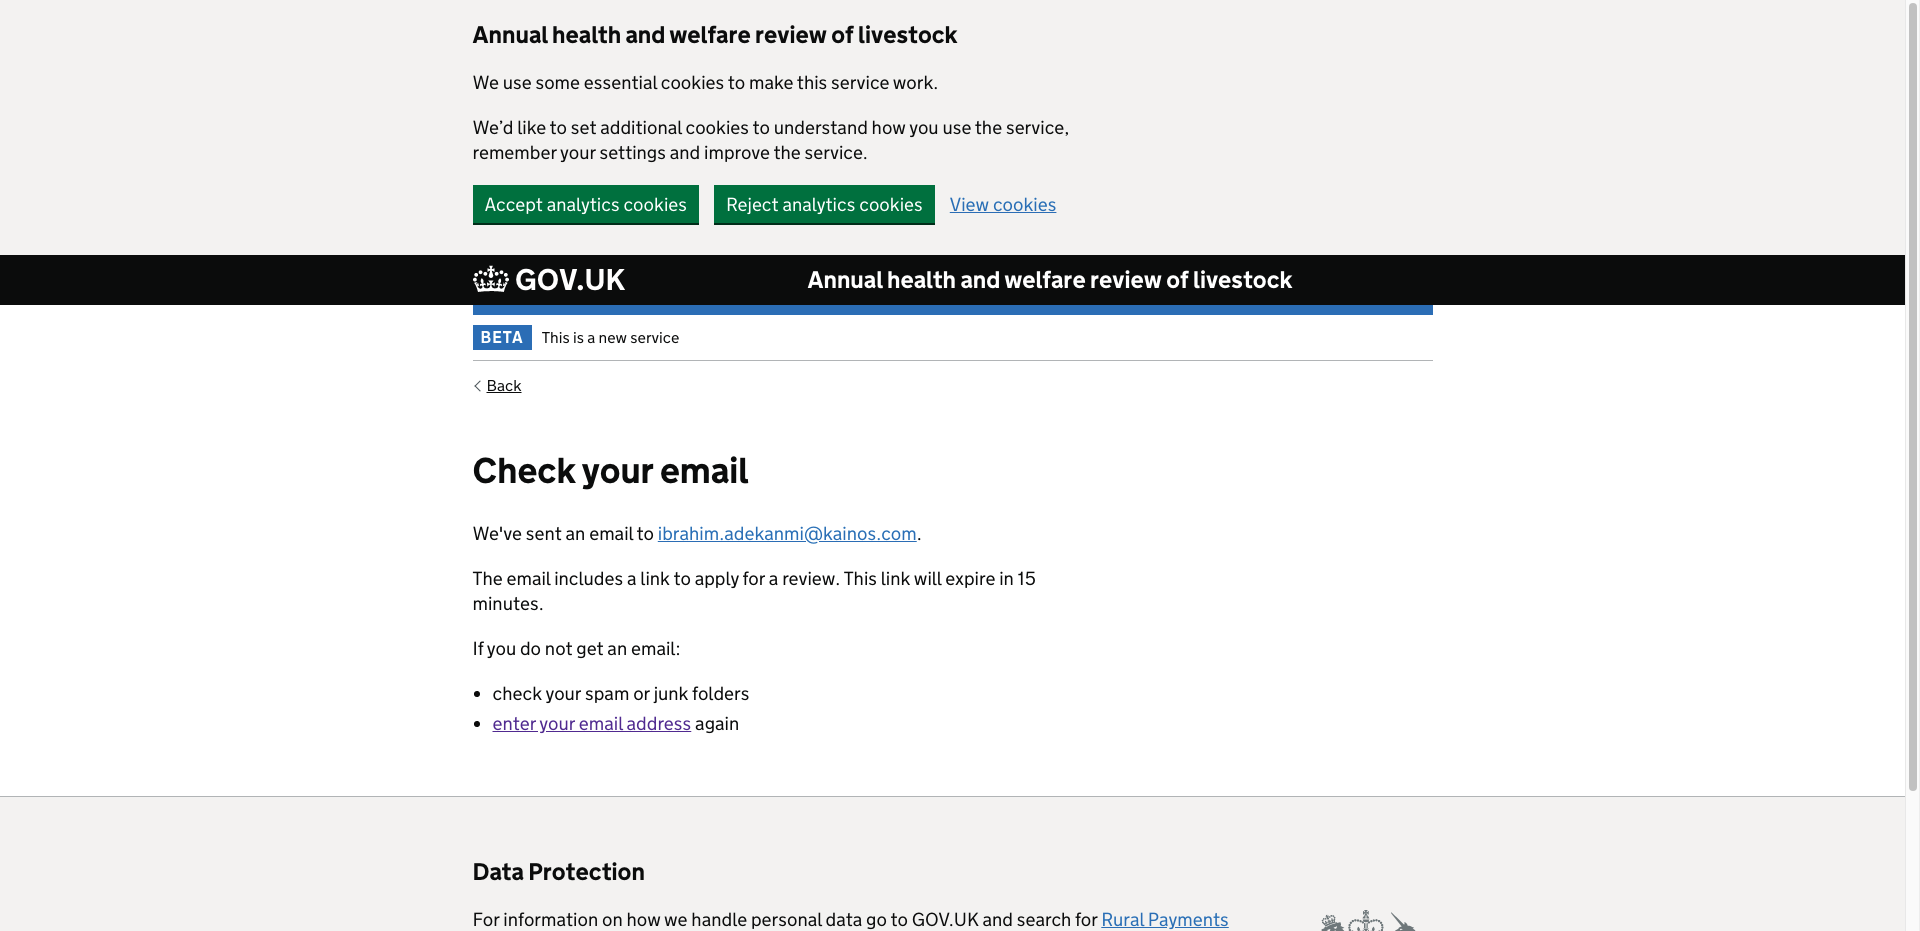 Annual health and welfare review of livestock
We use some essential cookies to make this service work.
We’d like to set additional cookies to understand how you use the service,
remember your settings and improve the service.
Accept analytics cookies Reject analytics cookies View cookies
GOV.UK Annual health and welfare review of livestock
BETA This is a new service
Back
Check your email
We've sent an email to ibrahim.adekanmi@kainos.com.
The email includes a link to apply for a review. This link will expire in 15
minutes.
If you do not get an email:
• check your spam or junk folders
• enter your email address again
Data Protection
For information on how we handle personal data go to GOV.UK and search for Rural Payments